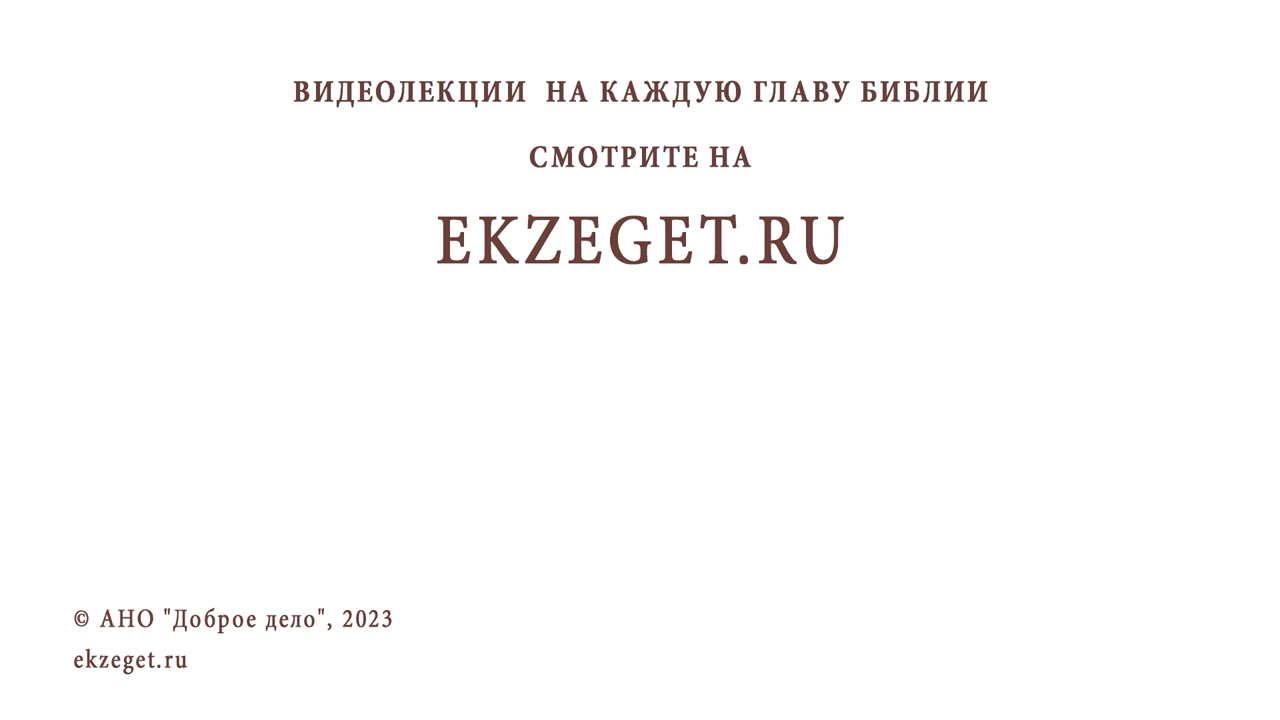 ВИДЕОЛЕКЦИИ НА КАЖДУЮ ГЛАВУ БИБЛИИ
СМОТРИТЕ НА
EKZEGET.RU
© АНО "Доброе дело", 2023
ekzeget.ru